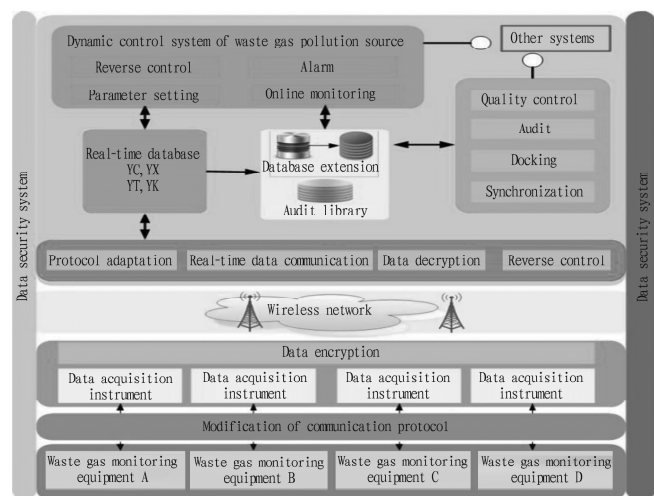 Data security system
Dynamic control system of waste gas pollution source
Reverse control
Alarm
Parameter setting
Online monitoring
Other systems
Quality control
Audit
Docking
Synchronization
Real-time database
YC, YX
YT, YK
Database extension
Audit library
Protocol adaptation
Real-time data communication
Data decryption
Reverse control
Wireless network
Data encryption
Data acquisition
instrument
Data acquisition
instrument
Data acquisition
instrument
Data acquisition
instrument
Modification of communication protocol
Waste gas monitoring
equipment A
Waste gas monitoring
equipment B
Waste gas monitoring
equipment C
Waste gas monitoring
equipment D
Data security system